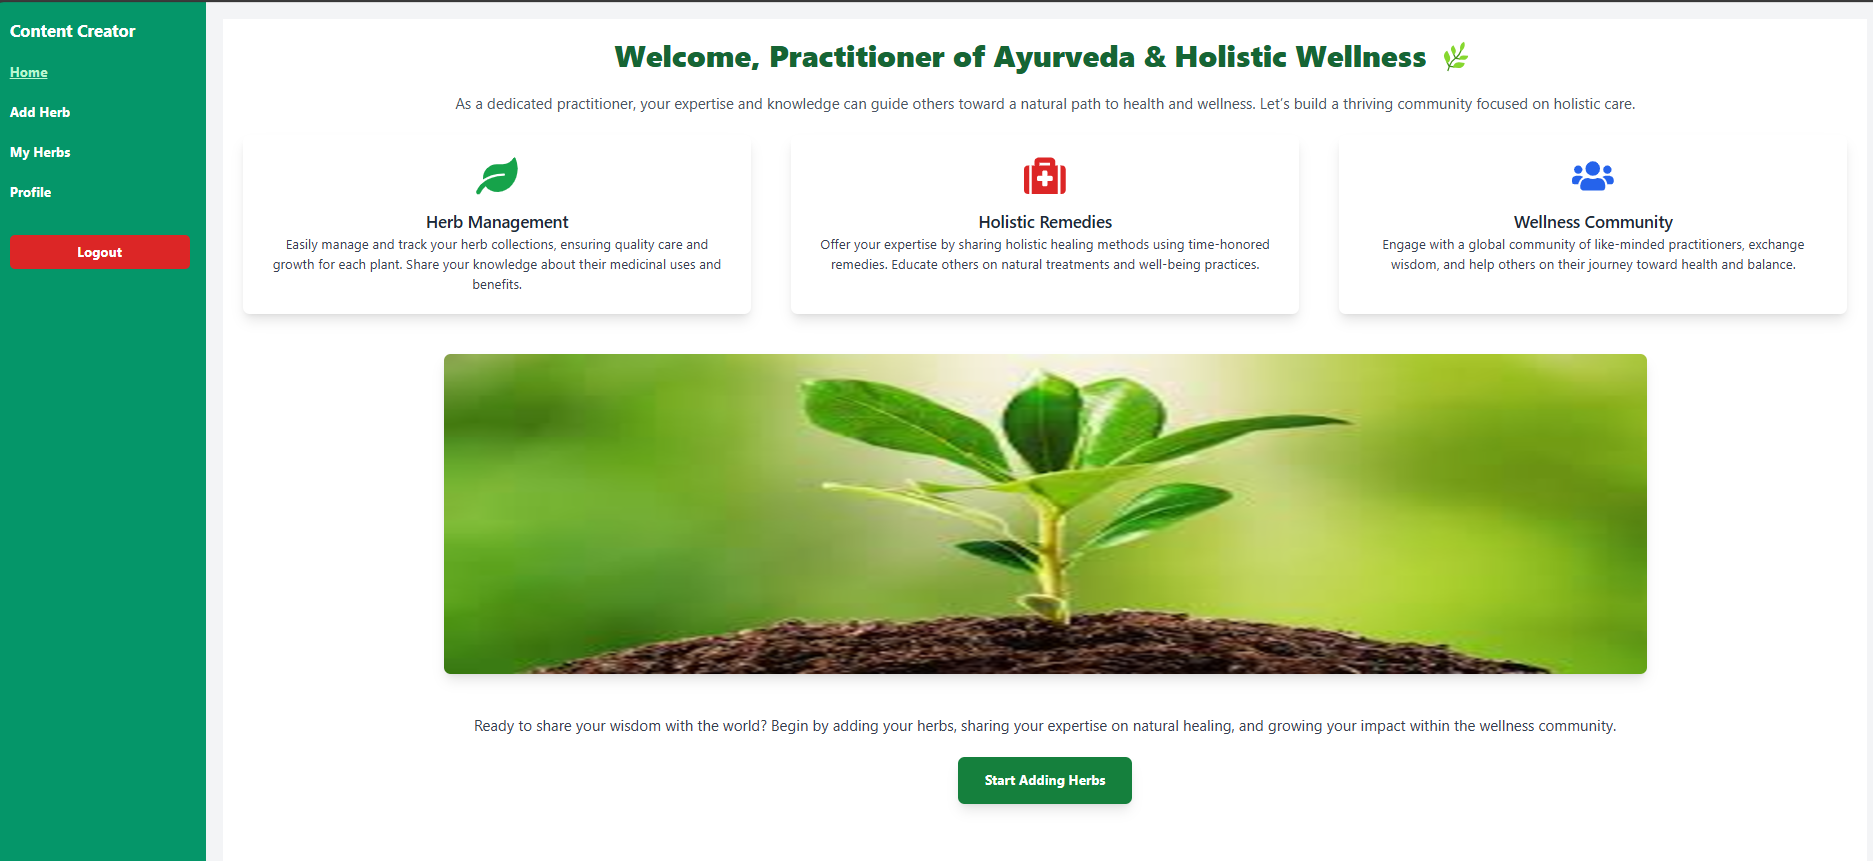 Content Creator
Home
Add Herb
My Herbs
Profile
Logout
Welcome, Practitioner of Ayurveda & Holistic Wellness 🌿
As a dedicated practitioner, your expertise and knowledge can guide others toward a natural path to health and wellness. Let's build a thriving community focused on holistic care.
Herb Management
Easily manage and track your herb collections, ensuring quality care and
growth for each plant. Share your knowledge about their medicinal uses and
benefits.
Holistic Remedies
Offer your expertise by sharing holistic healing methods using time-honored
remedies. Educate others on natural treatments and well-being practices.
Wellness Community
Engage with a global community of like-minded practitioners, exchange
wisdom, and help others on their journey toward health and balance.
Ready to share your wisdom with the world? Begin by adding your herbs, sharing your expertise on natural healing, and growing your impact within the wellness community.
Start Adding Herbs